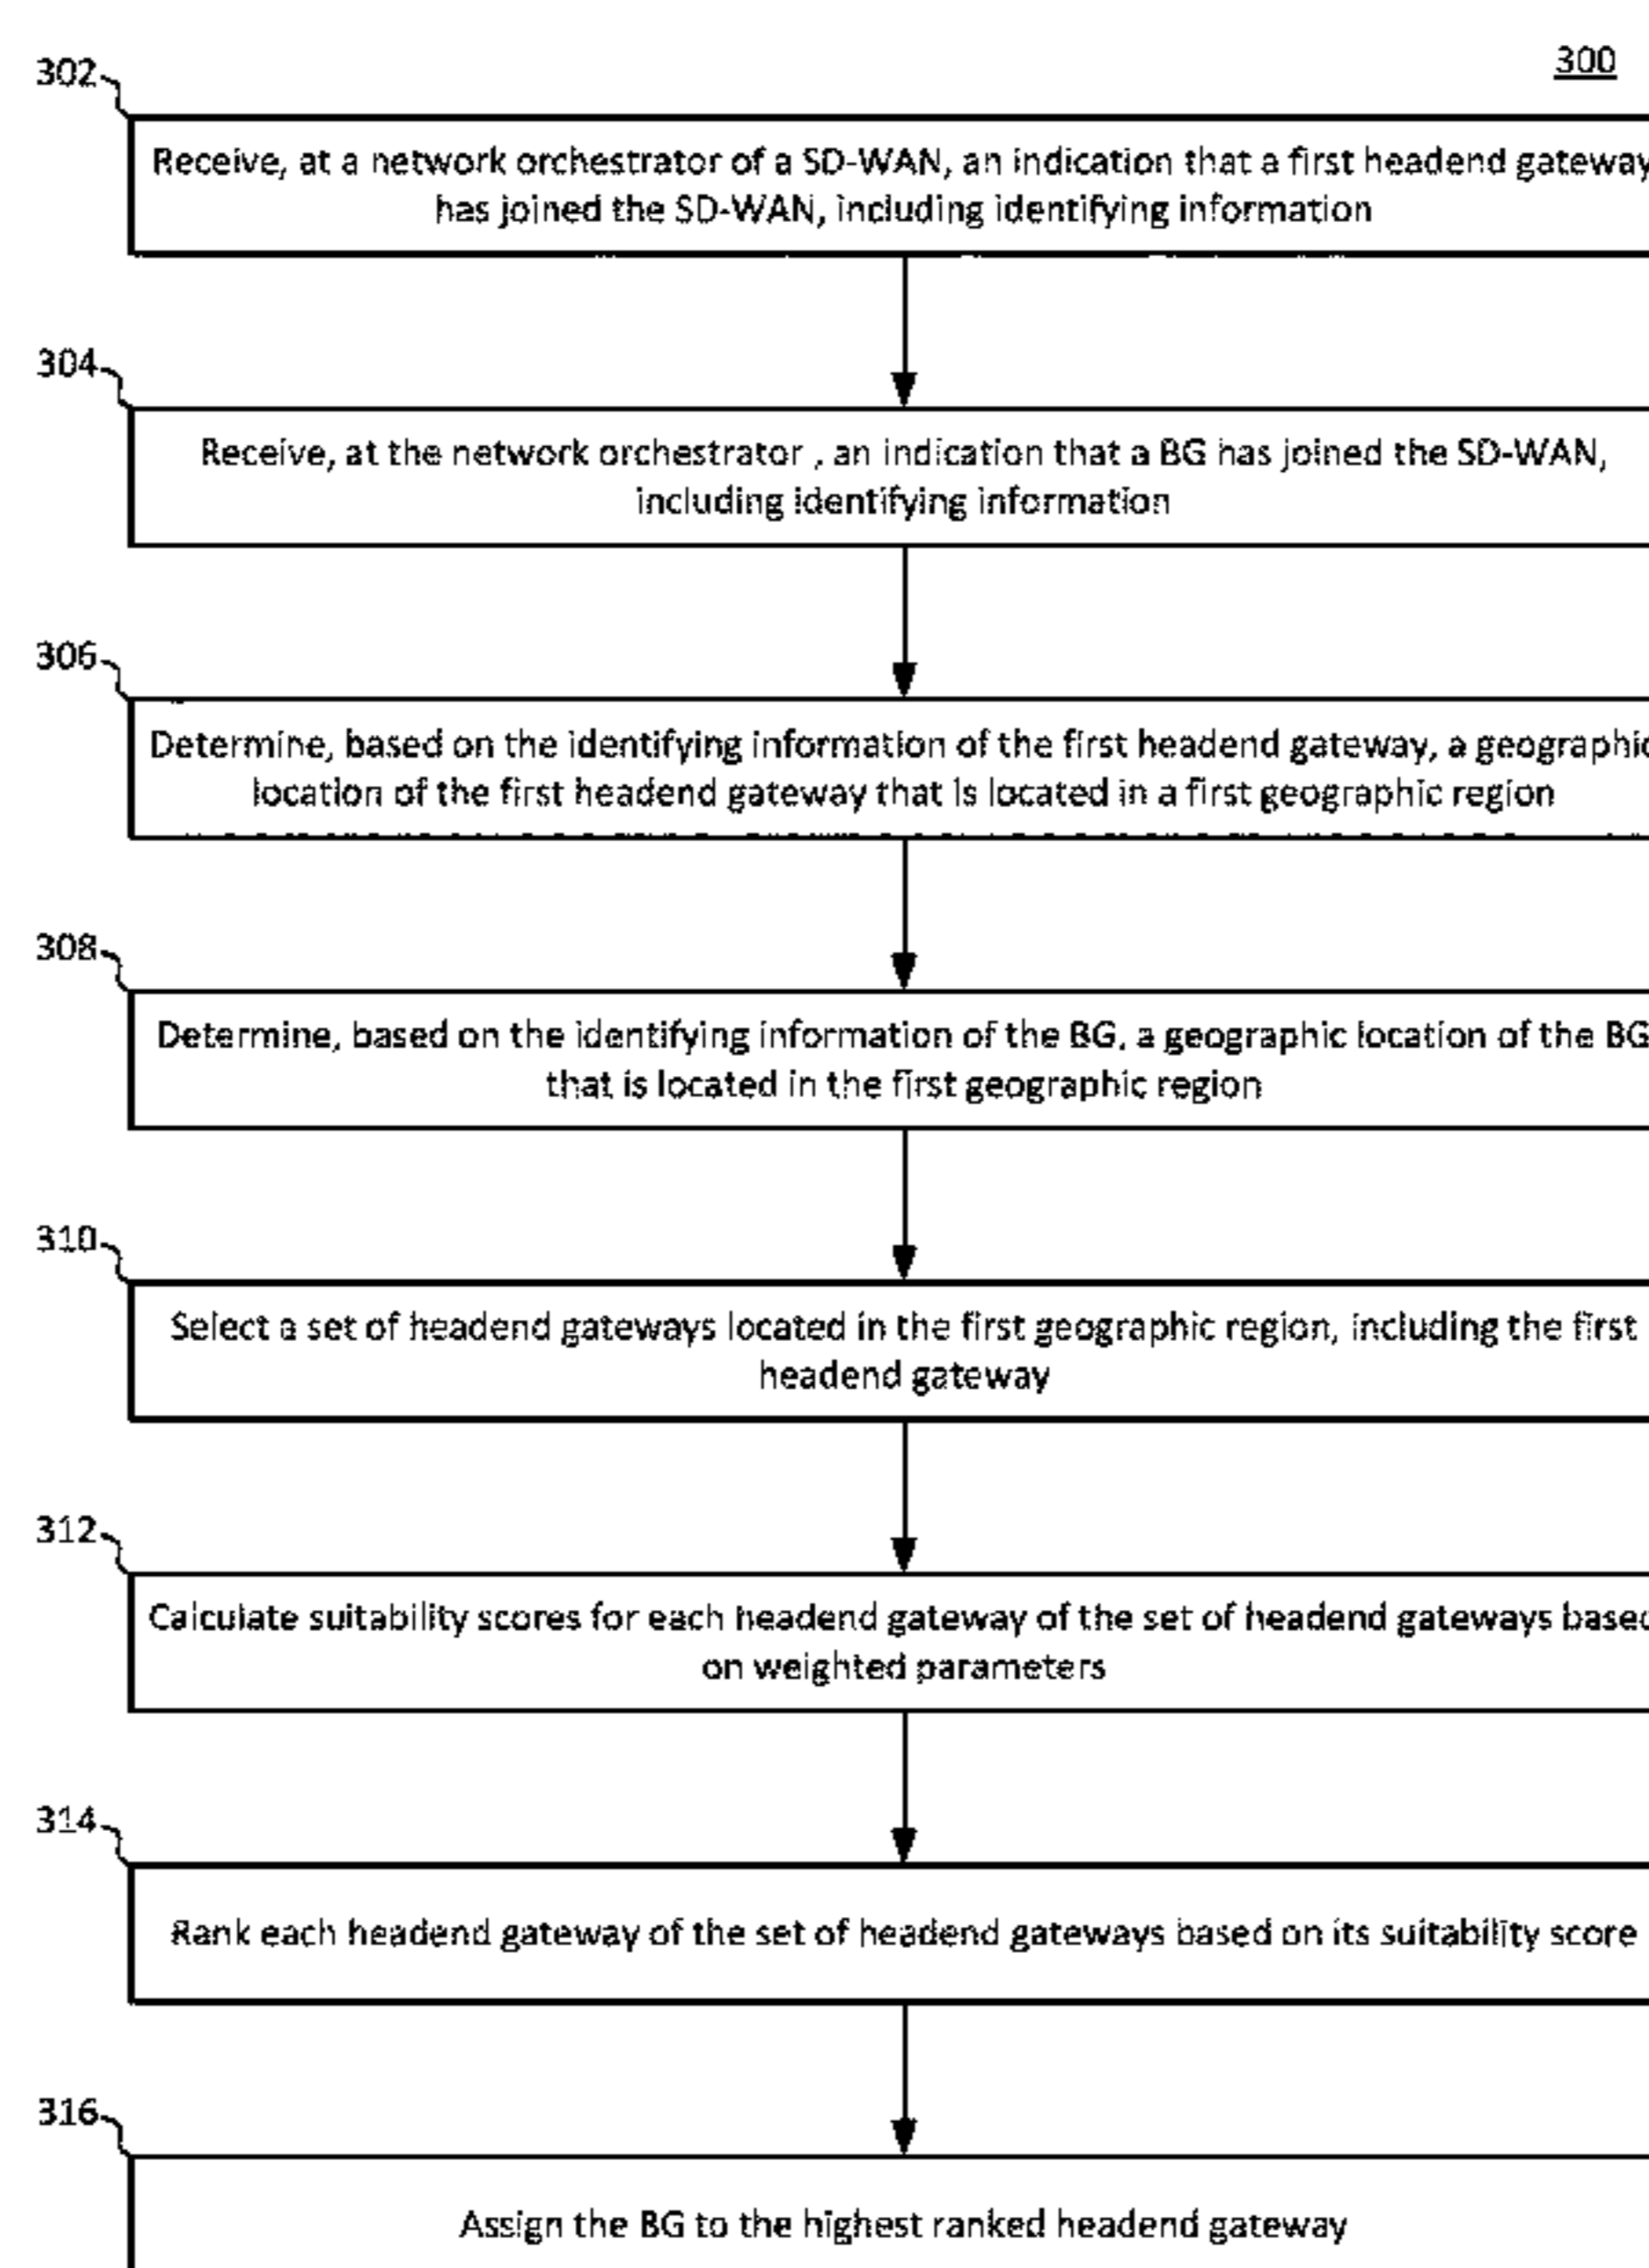 300
302
Receive, at a network orchestrator of a SD-WAN, an indication that a first headend gateway
has joined the SD-WAN, including identifying information
304
Receive, at the network orchestrator , an indication that a BG has joined the SD-WAN,
including identifying information
306
Determine, based on the identifying information of the first headend gateway, a geographic
location of the first headend gateway that is located in a first geographic region
308
Determine, based on the identifying information of the BG, a geographic location of the BG
that is located in the first geographic region
310
Select a set of headend gateways located in the first geographic region, including the first
headend gateway
312
Calculate suitability scores for each headend gateway of the set of headend gateways based
on weighted parameters
314
Rank each headend gateway of the set of headend gateways based on its suitability score
316
Assign the BG to the highest ranked headend gateway